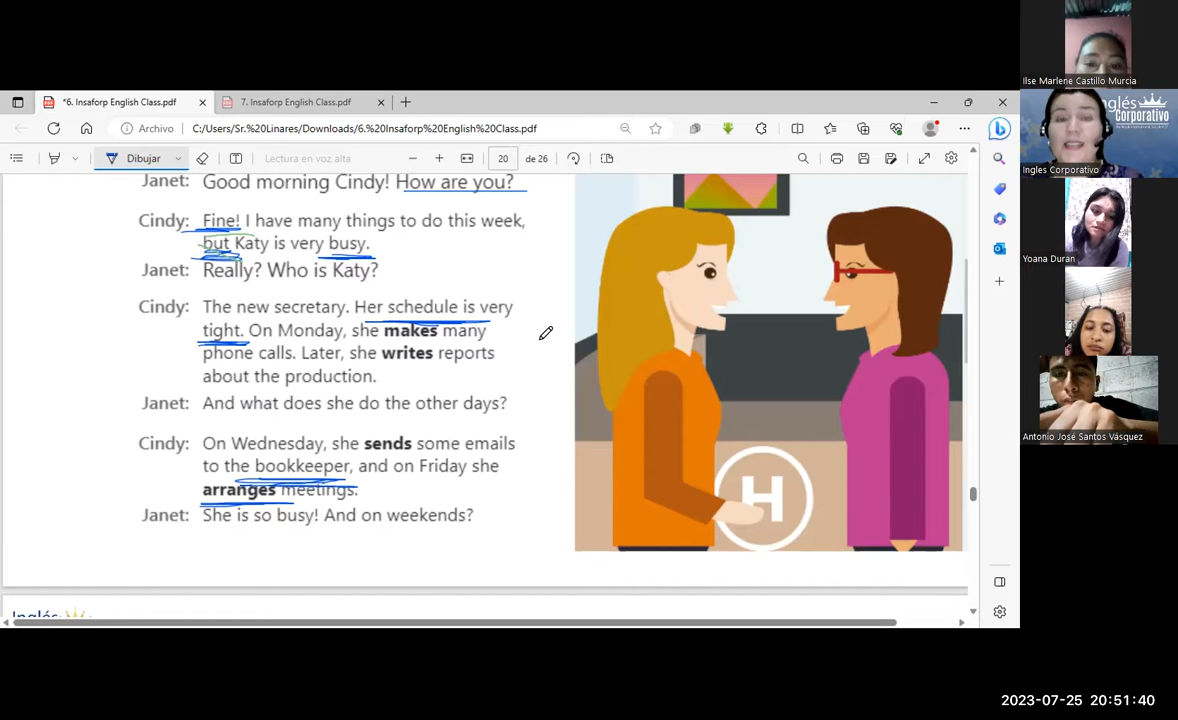 Ilse Marlene Castillo Murcia
*6. Insaforp English Class.pdf
7. Insaforp English Class.pdf
Archivo
C:/Users/Sr.%20Linares/Downloads/6.%20Insaforp%20English%20Class.pdf
Inglés
Corporativo
Ingles Corporativo
Dibujar
Lectura en voz alta
20
de 26
Janet: Good morning Cindy! How are you?
Cindy: Fine! I have many things to do this week,
but Katy is very busy.
Janet: Really? Who is Katy?
Cindy: The new secretary. Her schedule is very
tight. On Monday, she makes many
phone calls. Later, she writes reports
about the production.
Janet: And what does she do the other days?
Cindy: On Wednesday, she sends some emails
to the bookkeeper, and on Friday she
arranges meetings.
Janet: She is so busy! And on weekends?
H
Yoana Duran
Antonio José Santos Vásquez
Inglés
2023-07-25 20:51:40